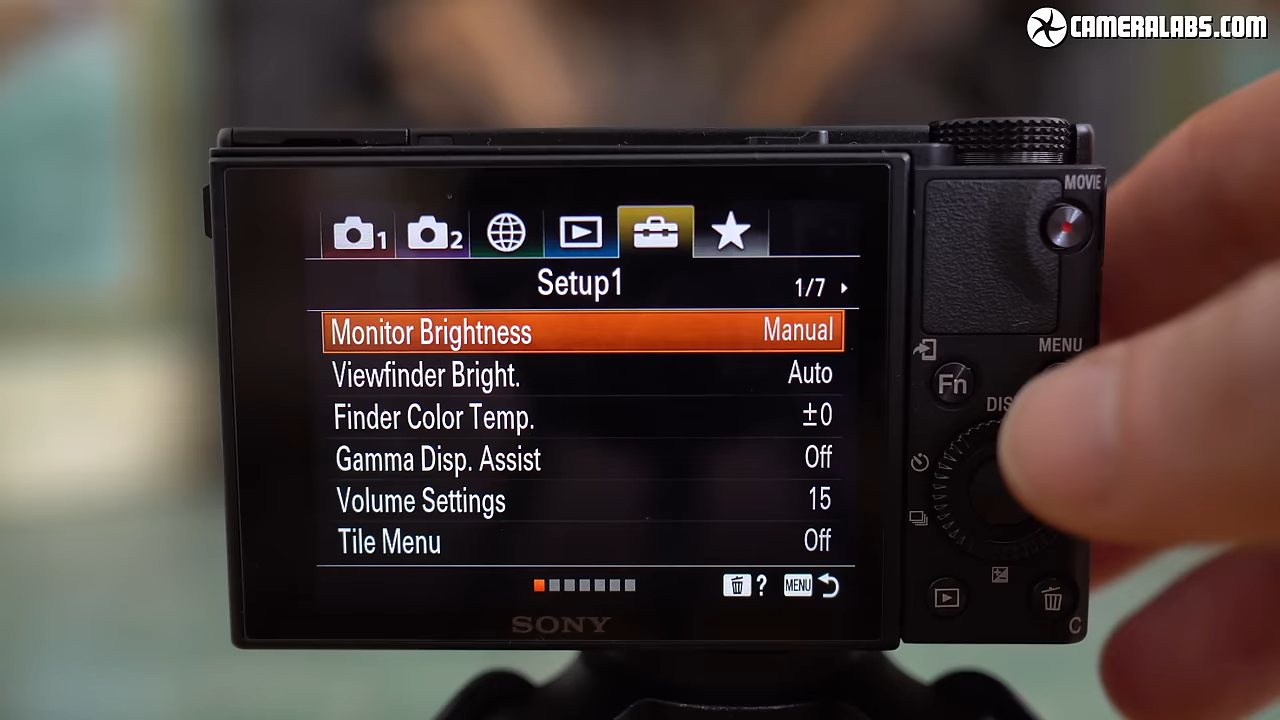 CAMERALABS.COM
MOVIE
1 2
Setup1
1/7
Monitor Brightness Manual
Viewfinder Bright. Auto
Finder Color Temp. ±0
Gamma Disp. Assist Off
Volume Settings 15
Tile Menu Off
? MENU
SONY
MENU
Fn
DIS
C